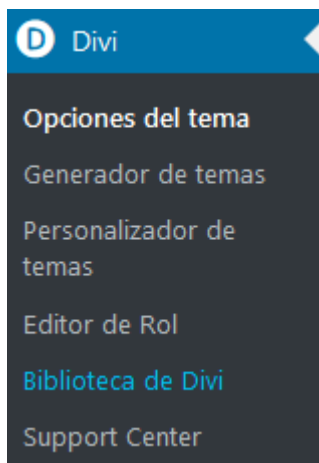 D Divi
Opciones del tema
Generador de temas
Personalizador de
temas
Editor de Rol
Biblioteca de Divi
Support Center